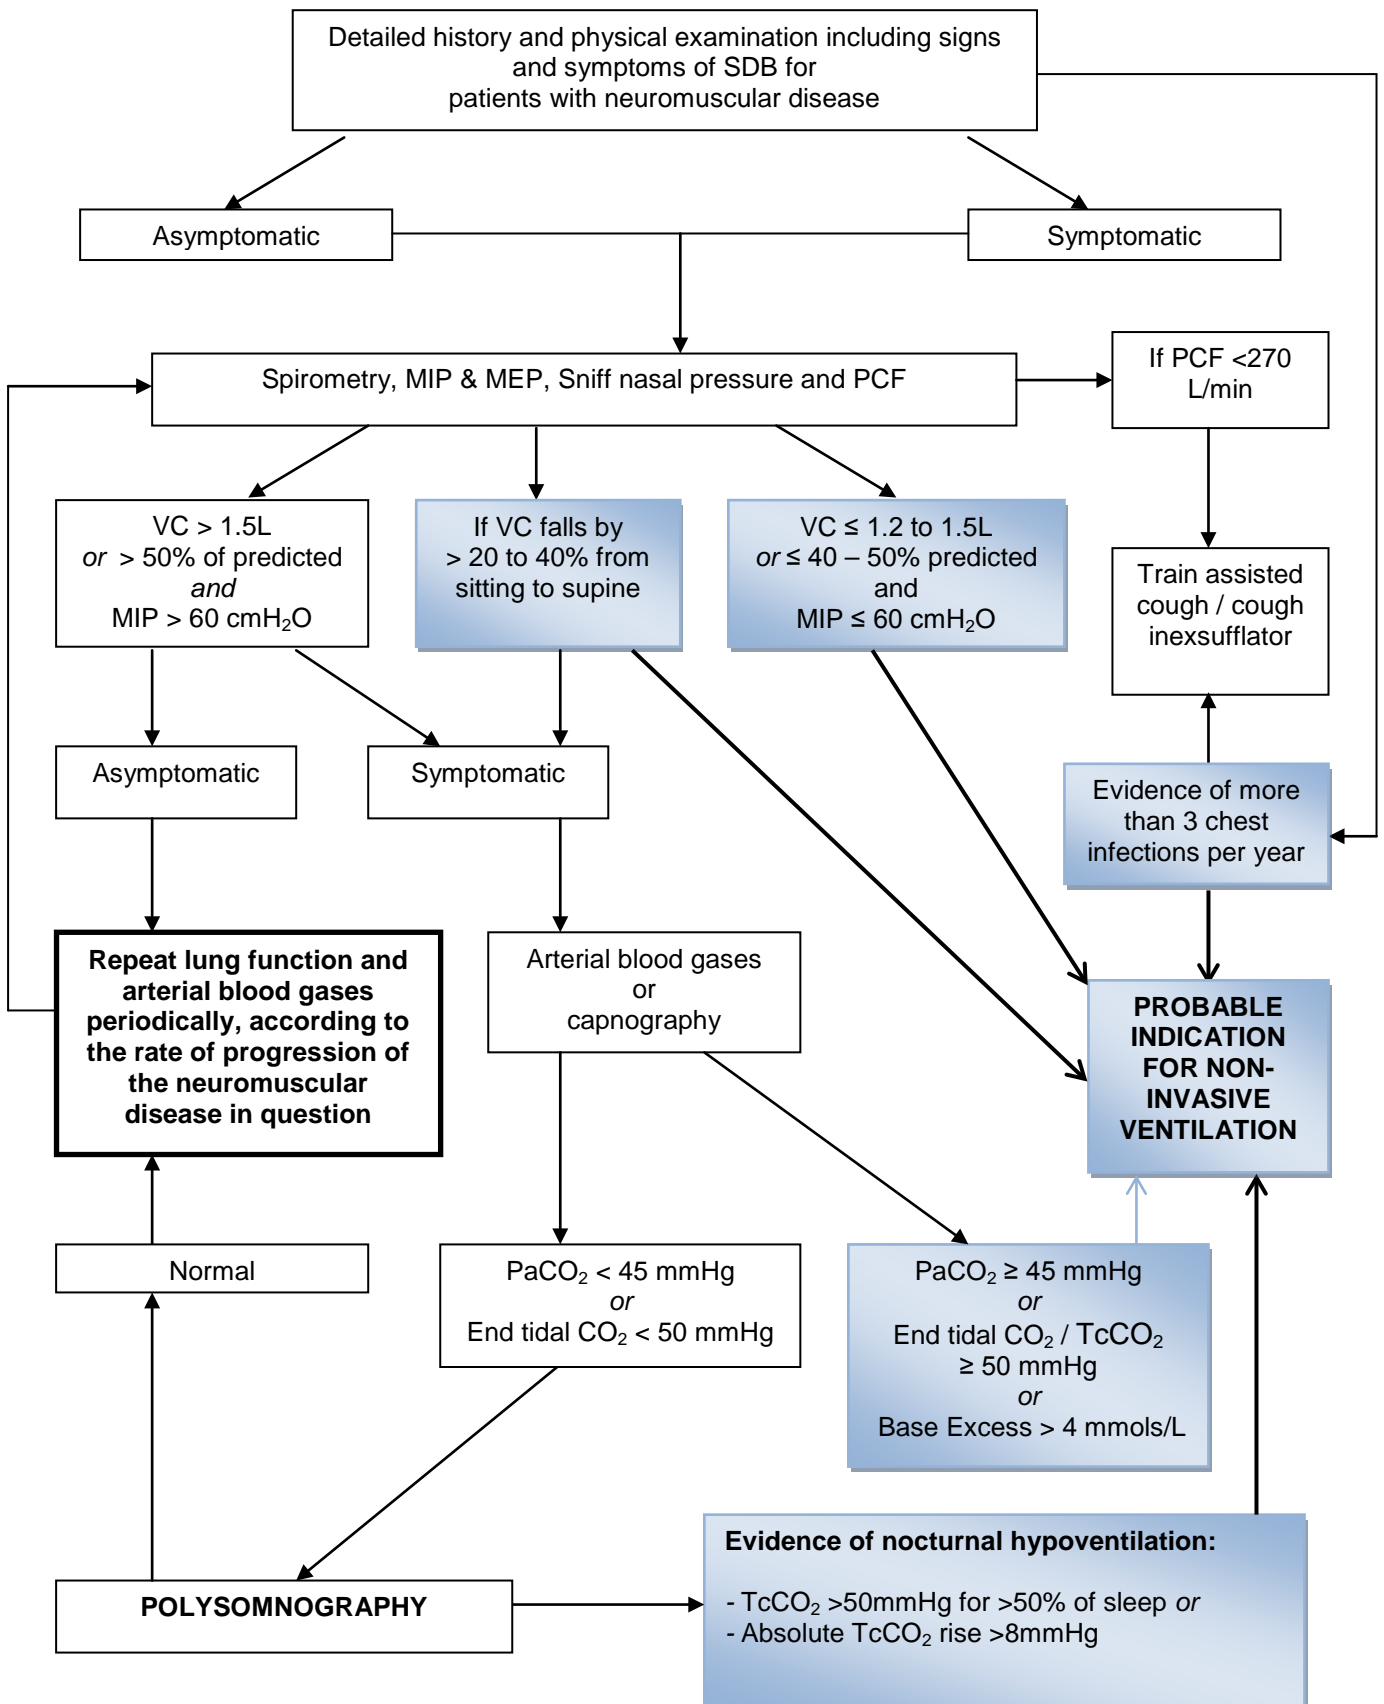 Detailed history and physical examination including signs
and symptoms of SDB for
patients with neuromuscular disease
Asymptomatic
Symptomatic
Spirometry, MIP & MEP, Sniff nasal pressure and PCF
If PCF <270
L/min
VC > 1.5L
or > 50% of predicted
and
MIP > 60 cmH₂O
If VC falls by
> 20 to 40% from
sitting to supine
VC ≤ 1.2 to 1.5L
or ≤ 40 – 50% predicted
and
MIP ≤ 60 cmH₂O
Train assisted
cough / cough
inexsufflator
Asymptomatic
Symptomatic
Evidence of more
than 3 chest
infections per year
Repeat lung function and
arterial blood gases
periodically, according to
the rate of progression of
the neuromuscular
disease in question
Arterial blood gases
or
capnography
PROBABLE
INDICATION
FOR NON-
INVASIVE
VENTILATION
Normal
PaCO₂ < 45 mmHg
or
End tidal CO₂ < 50 mmHg
PaCO₂ ≥ 45 mmHg
or
End tidal CO₂ / TcCO₂
≥ 50 mmHg
or
Base Excess > 4 mmols/L
POLYSOMNOGRAPHY
Evidence of nocturnal hypoventilation:
- TcCO₂ >50mmHg for >50% of sleep or
- Absolute TcCO₂ rise >8mmHg